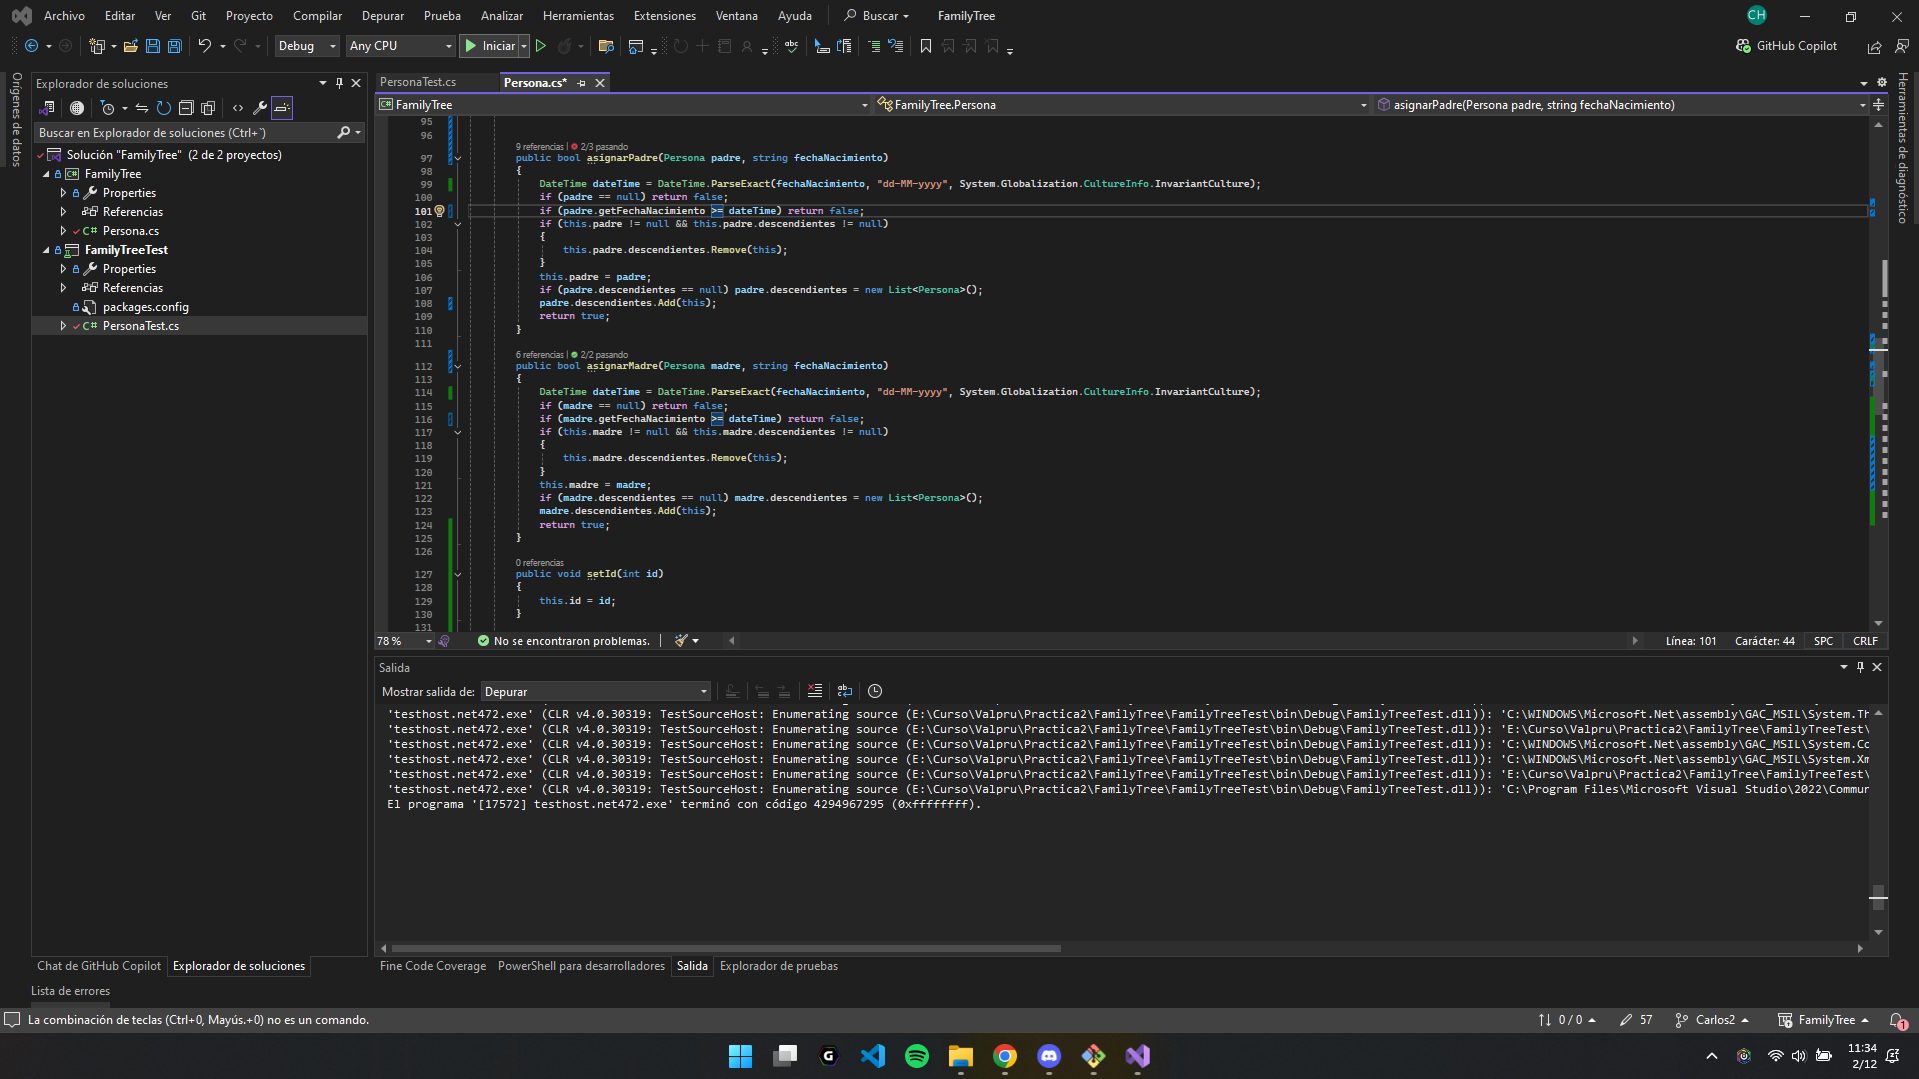 Archivo Editar Ver Git Proyecto Compilar Depurar Prueba Analizar Herramientas Extensiones Ventana Ayuda Buscar FamilyTree CH
Debug Any CPU Iniciar GitHub Copilot
Orígenes de datos
Explorador de soluciones
Buscar en Explorador de soluciones (Ctrl+`)
Solución "FamilyTree" (2 de 2 proyectos)
FamilyTree
Properties
Referencias
Persona.cs
FamilyTreeTest
Properties
Referencias
packages.config
PersonaTest.cs
PersonaTest.cs Persona.cs*
FamilyTree FamilyTree.Persona asignarPadre(Persona padre, string fechaNacimiento)
Herramientas de diagnóstico
95
96
9 referencias | 2/3 pasando
97 public bool asignarPadre(Persona padre, string fechaNacimiento)
98 {
99 DateTime dateTime = DateTime.ParseExact(fechaNacimiento, "dd-MM-yyyy", System.Globalization.CultureInfo.InvariantCulture);
100 if (padre == null) return false;
101 if (padre.getFechaNacimiento >= dateTime) return false;
102 if (this.padre != null && this.padre.descendientes != null)
103 {
104 this.padre.descendientes.Remove(this);
105 }
106 this.padre = padre;
107 if (padre.descendientes == null) padre.descendientes = new List<Persona>();
108 padre.descendientes.Add(this);
109 return true;
110 }
111
6 referencias | 2/2 pasando
112 public bool asignarMadre(Persona madre, string fechaNacimiento)
113 {
114 DateTime dateTime = DateTime.ParseExact(fechaNacimiento, "dd-MM-yyyy", System.Globalization.CultureInfo.InvariantCulture);
115 if (madre == null) return false;
116 if (madre.getFechaNacimiento >= dateTime) return false;
117 if (this.madre != null && this.madre.descendientes != null)
118 {
119 this.madre.descendientes.Remove(this);
120 }
121 this.madre = madre;
122 if (madre.descendientes == null) madre.descendientes = new List<Persona>();
123 madre.descendientes.Add(this);
124 return true;
125 }
126
0 referencias
127 public void setId(int id)
128 {
129 this.id = id;
130 }
131
78 % No se encontraron problemas. Línea: 101 Carácter: 44 SPC CRLF
Salida
Mostrar salida de: Depurar
'testhost.net472.exe' (CLR v4.0.30319: TestSourceHost: Enumerating source (E:\Curso\Valpru\Practica2\FamilyTree\FamilyTreeTest\bin\Debug\FamilyTreeTest.dll)): 'C:\WINDOWS\Microsoft.Net\assembly\GAC_MSIL\System.Th
'testhost.net472.exe' (CLR v4.0.30319: TestSourceHost: Enumerating source (E:\Curso\Valpru\Practica2\FamilyTree\FamilyTreeTest\bin\Debug\FamilyTreeTest.dll)): 'E:\Curso\Valpru\Practica2\FamilyTree\FamilyTreeTest\
'testhost.net472.exe' (CLR v4.0.30319: TestSourceHost: Enumerating source (E:\Curso\Valpru\Practica2\FamilyTree\FamilyTreeTest\bin\Debug\FamilyTreeTest.dll)): 'C:\WINDOWS\Microsoft.Net\assembly\GAC_MSIL\System.Co
'testhost.net472.exe' (CLR v4.0.30319: TestSourceHost: Enumerating source (E:\Curso\Valpru\Practica2\FamilyTree\FamilyTreeTest\bin\Debug\FamilyTreeTest.dll)): 'C:\WINDOWS\Microsoft.Net\assembly\GAC_MSIL\System.Xm
'testhost.net472.exe' (CLR v4.0.30319: TestSourceHost: Enumerating source (E:\Curso\Valpru\Practica2\FamilyTree\FamilyTreeTest\bin\Debug\FamilyTreeTest.dll)): 'E:\Curso\Valpru\Practica2\FamilyTree\FamilyTreeTest\
'testhost.net472.exe' (CLR v4.0.30319: TestSourceHost: Enumerating source (E:\Curso\Valpru\Practica2\FamilyTree\FamilyTreeTest\bin\Debug\FamilyTreeTest.dll)): 'C:\Program Files\Microsoft Visual Studio\2022\Commun
El programa '[17572] testhost.net472.exe' terminó con código 4294967295 (0xffffffff).
Chat de GitHub Copilot Explorador de soluciones Fine Code Coverage PowerShell para desarrolladores Salida Explorador de pruebas
Lista de errores
La combinación de teclas (Ctrl+0, Mayús.+0) no es un comando. 0 / 0 57 Carlos2 FamilyTree 1
11:34
2/12